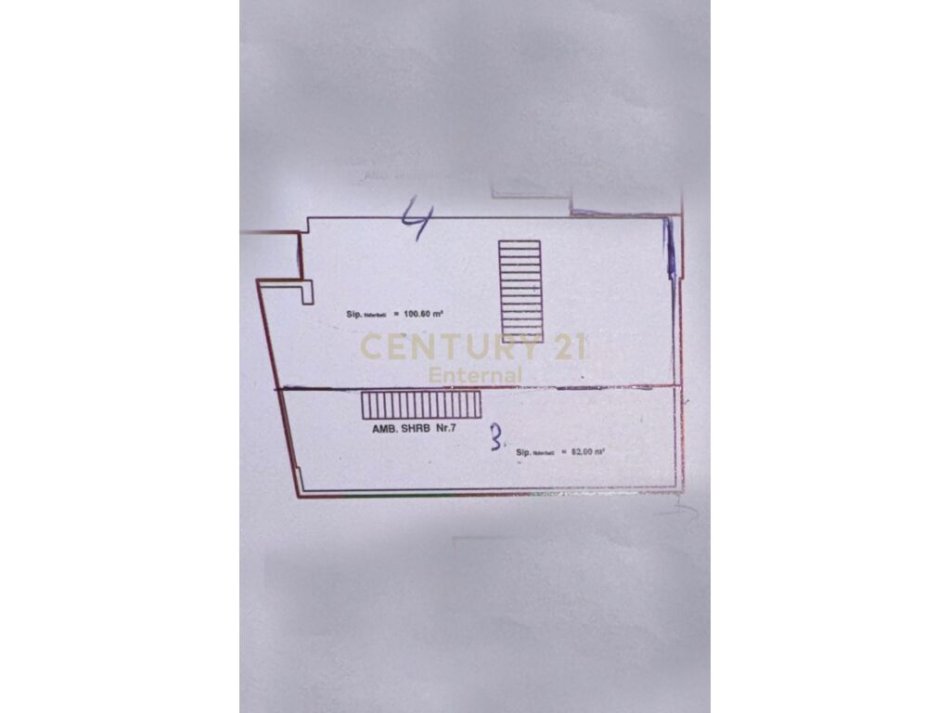 4
Sip. = 100.60 m²
CENTURY 21
Enternal
AMB. SHRB Nr.7
3.
Sip. = 82.00 m²